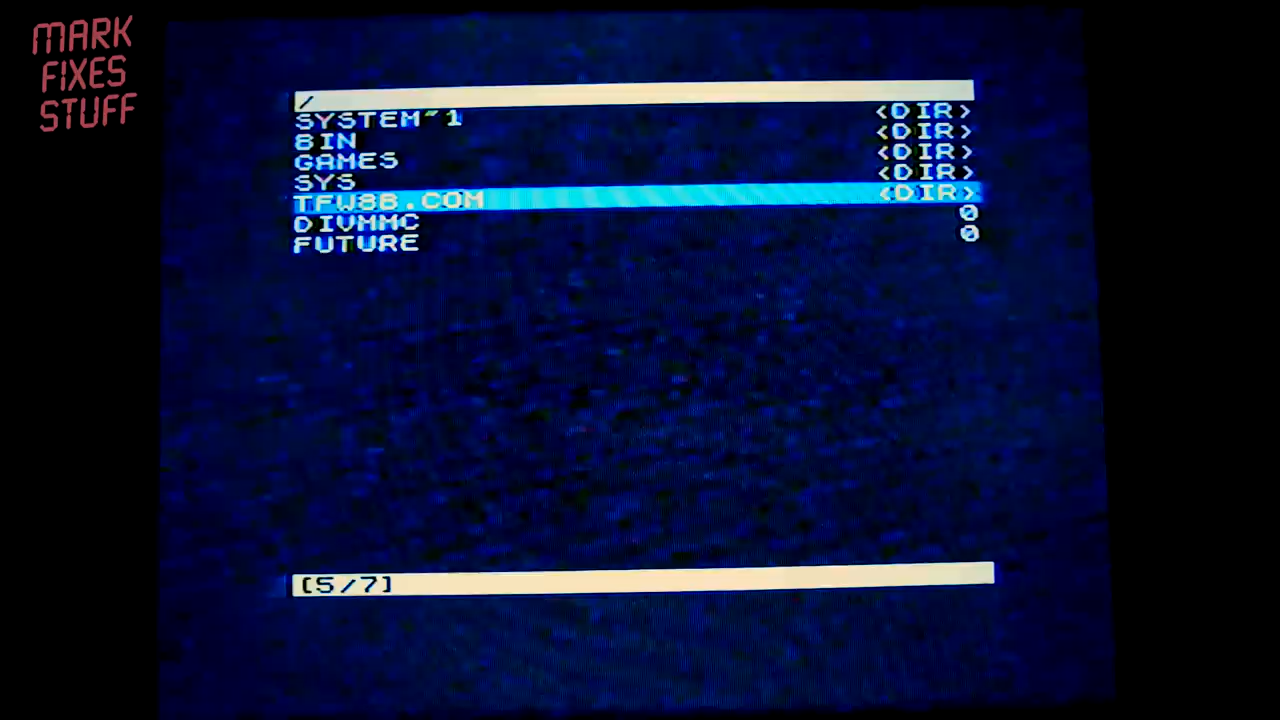 MARK
FIXES
STUFF
/
SYSTEM~1 <DIR>
BIN <DIR>
GAMES <DIR>
SYS <DIR>
TFW8B.COM <DIR>
DIVMMC 0
FUTURE 0
[5/7]